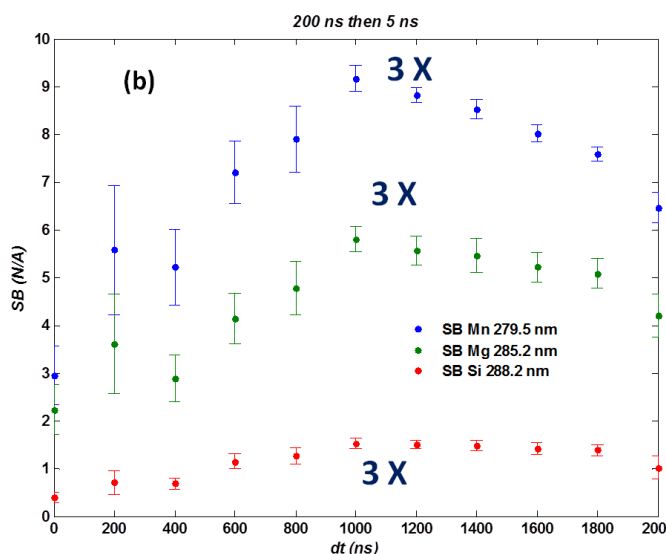 200 ns then 5 ns
10
9
8
7
6
5
4
3
2
1
0
SB (N/A)
(b)
3 X
3 X
SB Mn 279.5 nm
SB Mg 285.2 nm
SB Si 288.2 nm
3 X
0 200 400 600 800 1000 1200 1400 1600 1800 200
dt (ns)